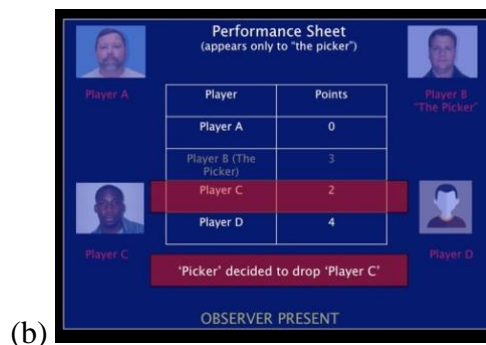 Performance Sheet
(appears only to “the picker”)
Player A
Player B
“The Picker”
Player Points
Player A 0
Player B (The
Picker) 3
Player C 2
Player D 4
Player C
Player D
‘Picker’ decided to drop ‘Player C’
OBSERVER PRESENT
(b)